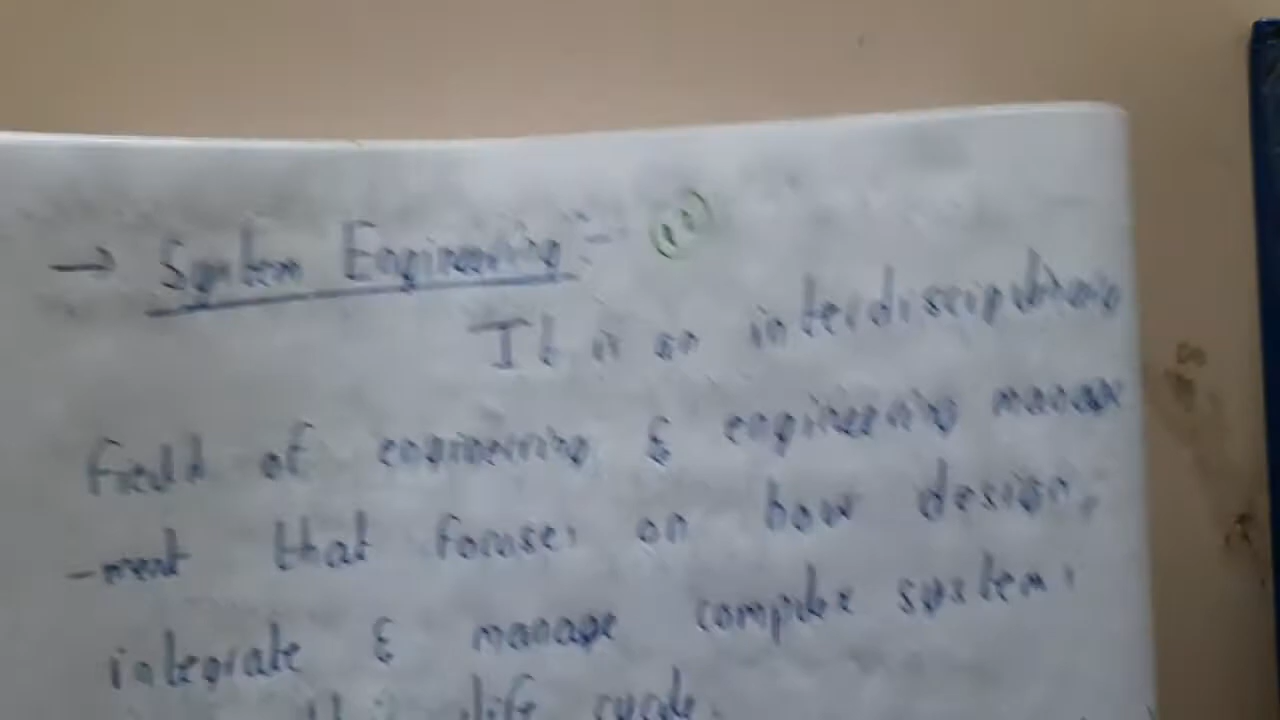 → System Engineering :-
It is an interdisciplinary
field of engineering & engineering manage
-ment that focuses on how design,
integrate & manage complex systems
life cycle.